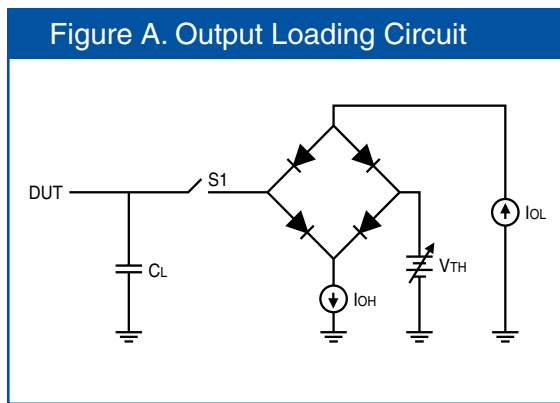 Figure A. Output Loading Circuit
DUT
S1
CL
IOH
VTH
IOL